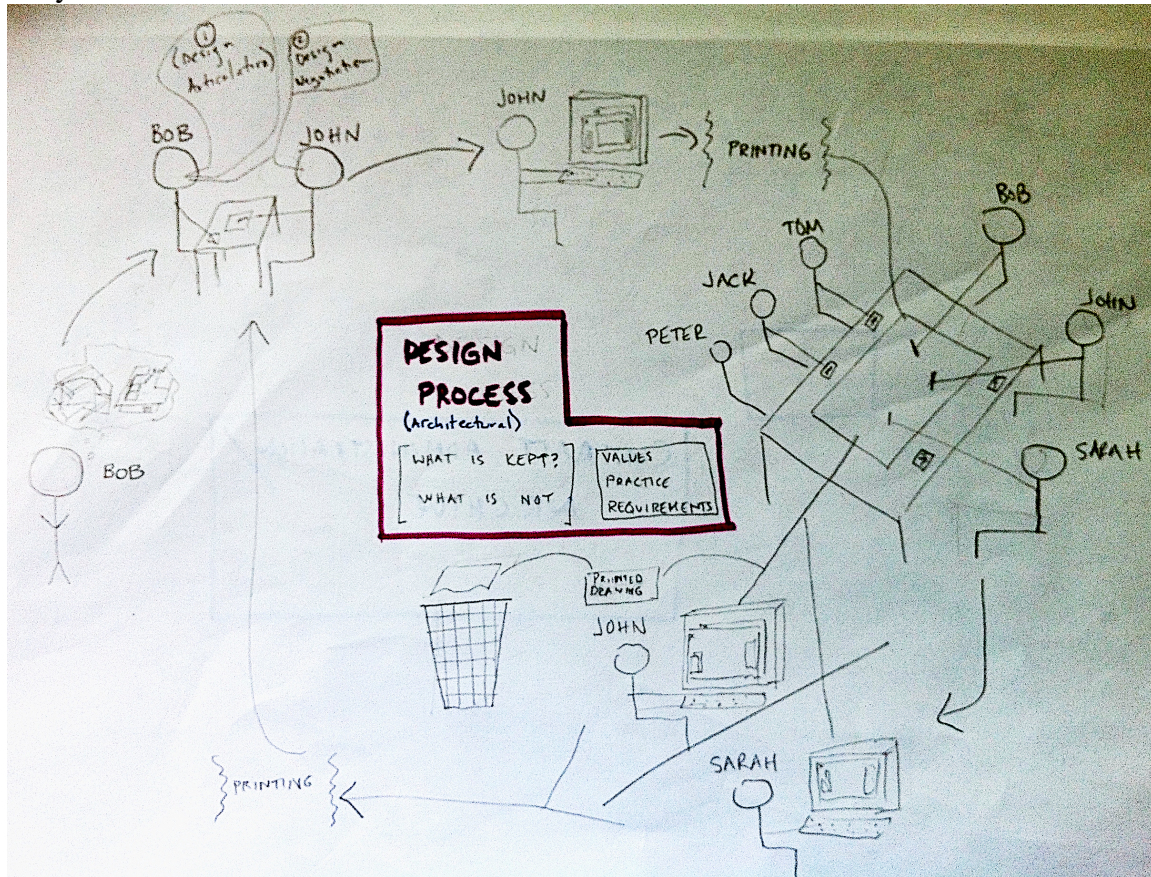 1
(Design
Articulation)
2
Design
Negotiation
BOB
JOHN
JOHN
PRINTING
BOB
TOM
JACK
JOHN
PETER
SARAH
BOB
DESIGN
PROCESS
(Architectural)
WHAT IS KEPT?
WHAT IS NOT
VALUES
PRACTICE
REQUIREMENTS
PRINTED
DRAWING
JOHN
SARAH
PRINTING